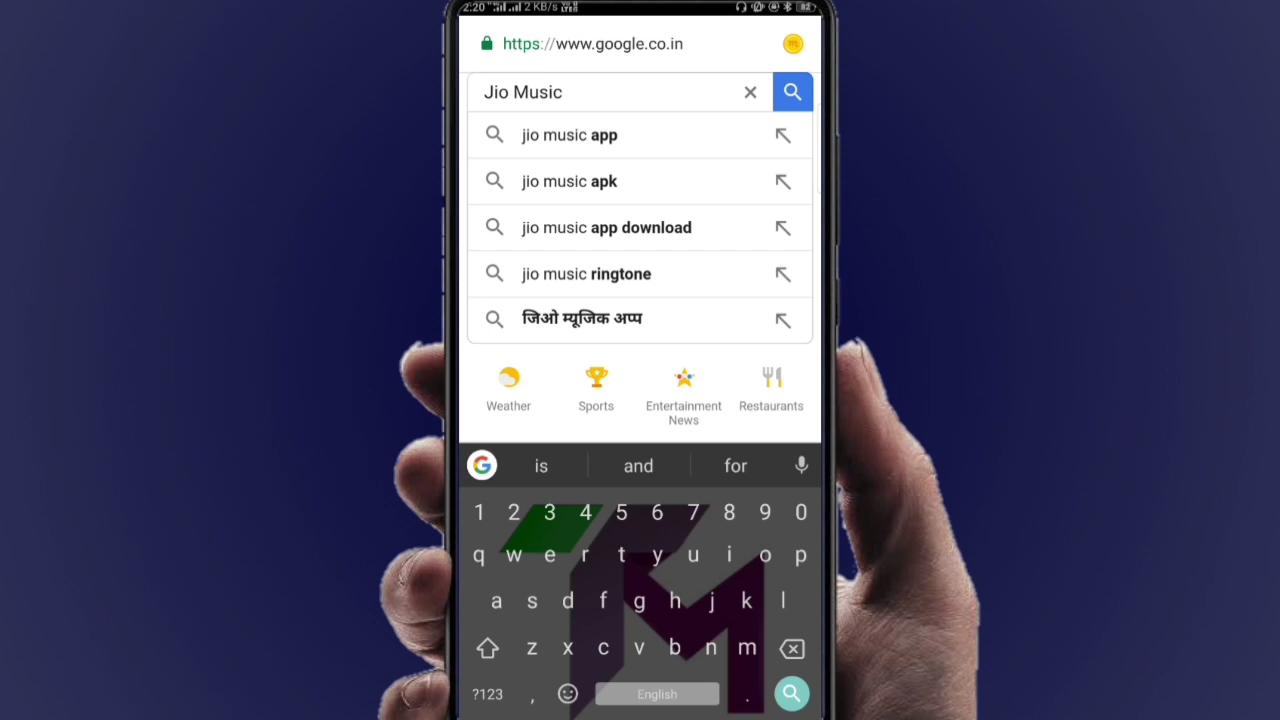 2:20 2 KB/s 82
https://www.google.co.in
Jio Music
jio music app
jio music apk
jio music app download
jio music ringtone
जिओ म्यूजिक अप्प
Weather Sports Entertainment News Restaurants
is and for
1 2 3 4 5 6 7 8 9 0
q w e r t y u i o p
a s d f g h j k l
z x c v b n m
?123 , English .